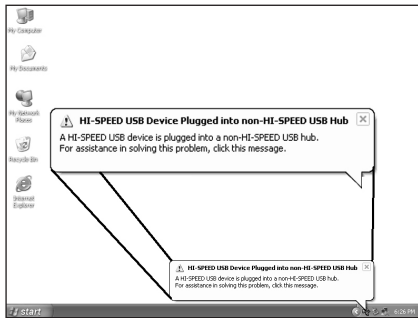 My Computer
My Documents
My Network
Places
Recycle Bin
Internet
Explorer
HI-SPEED USB Device Plugged into non-HI-SPEED USB Hub
A HI-SPEED USB device is plugged into a non-HI-SPEED USB hub.
For assistance in solving this problem, click this message.
HI-SPEED USB Device Plugged into non-HI-SPEED USB Hub
A HI-SPEED USB device is plugged into a non-HI-SPEED USB hub.
For assistance in solving this problem, click this message.
start
4:26 PM